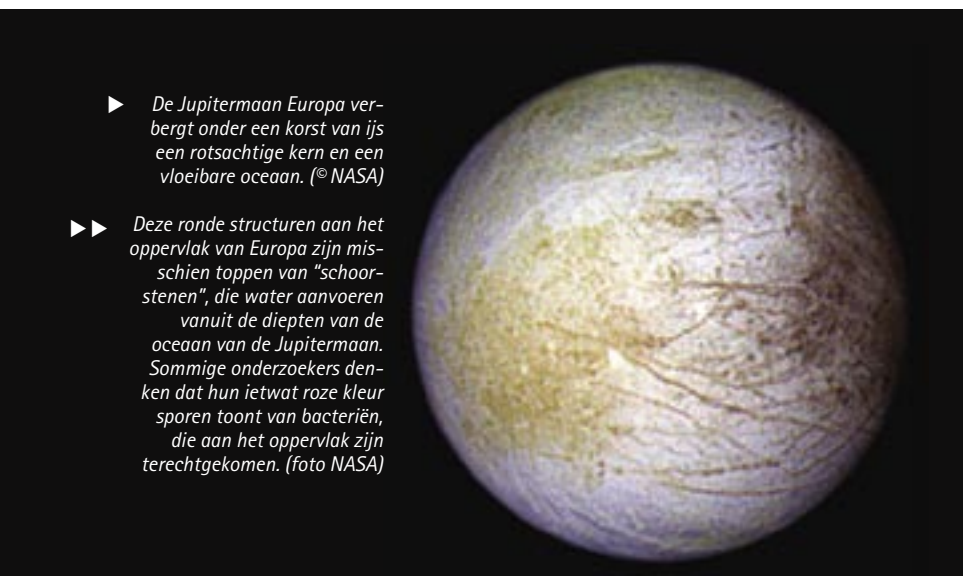 ▶ De Jupitermaan Europa ver-
bergt onder een korst van ijs
een rotsachtige kern en een
vloeibare oceaan. (© NASA)
▶▶ Deze ronde structuren aan het
oppervlak van Europa zijn mis-
schien toppen van “schoor-
stenen”, die water aanvoeren
vanuit de diepten van de
oceaan van de Jupitermaan.
Sommige onderzoekers den-
ken dat hun ietwat roze kleur
sporen toont van bacteriën,
die aan het oppervlak zijn
terechtgekomen. (foto NASA)